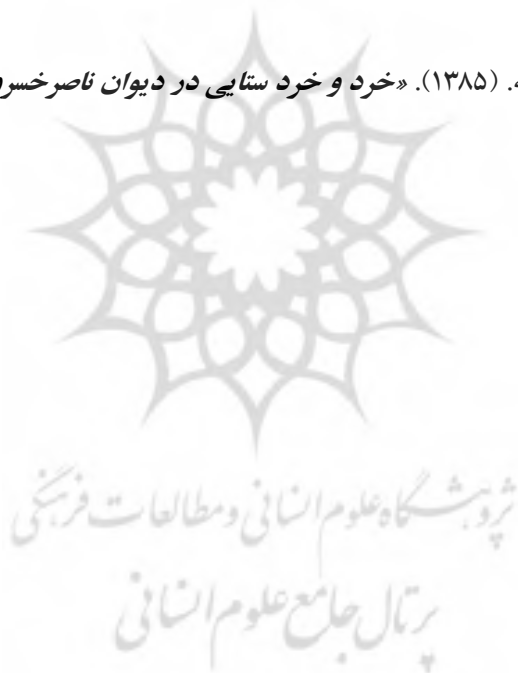 . (۱۳۸۵). «خرد و خرد ستایی در دیوان ناصرخسرو
پژوهشگاه علوم انسانی و مطالعات فرهنگی
پرتال جامع علوم انسانی